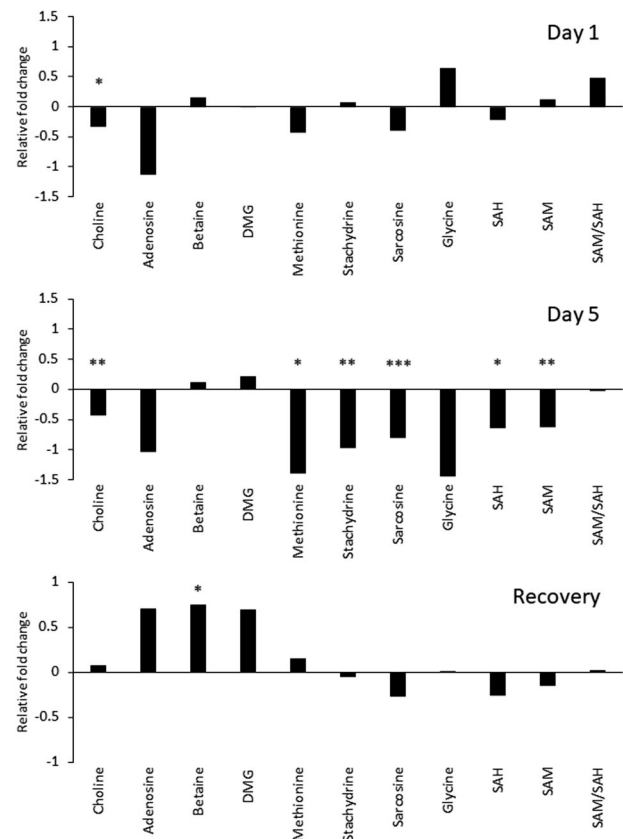 Day 1
Relative fold change
1.5
1
0.5
0
-0.5
-1
-1.5
*
Choline
Adenosine
Betaine
DMG
Methionine
Stachydrine
Sarcosine
Glycine
SAH
SAM
SAM/SAH
Day 5
Relative fold change
1.5
1
0.5
0
-0.5
-1
-1.5
** * ** *** * **
Choline
Adenosine
Betaine
DMG
Methionine
Stachydrine
Sarcosine
Glycine
SAH
SAM
SAM/SAH
Recovery
Relative fold change
1
0.5
0
-0.5
-1
*
Choline
Adenosine
Betaine
DMG
Methionine
Stachydrine
Sarcosine
Glycine
SAH
SAM
SAM/SAH